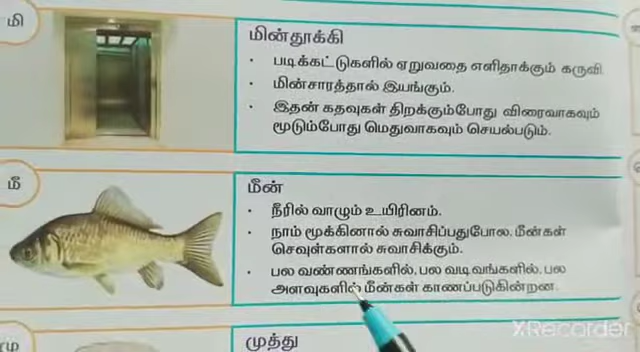 மி
மின்தூக்கி
• படிக்கட்டுகளில் ஏறுவதை எளிதாக்கும் கருவி.
• மின்சாரத்தால் இயங்கும்.
• இதன் கதவுகள் திறக்கும்போது விரைவாகவும்
மூடும்போது மெதுவாகவும் செயல்படும்.
மீ
மீன்
• நீரில் வாழும் உயிரினம்.
• நாம் மூக்கினால் சுவாசிப்பதுபோல, மீன்கள்
செவுள்களால் சுவாசிக்கும்.
• பல வண்ணங்களில், பல வடிவங்களில், பல
அளவுகளில் மீன்கள் காணப்படுகின்றன.
மு
முத்து
XRecorder